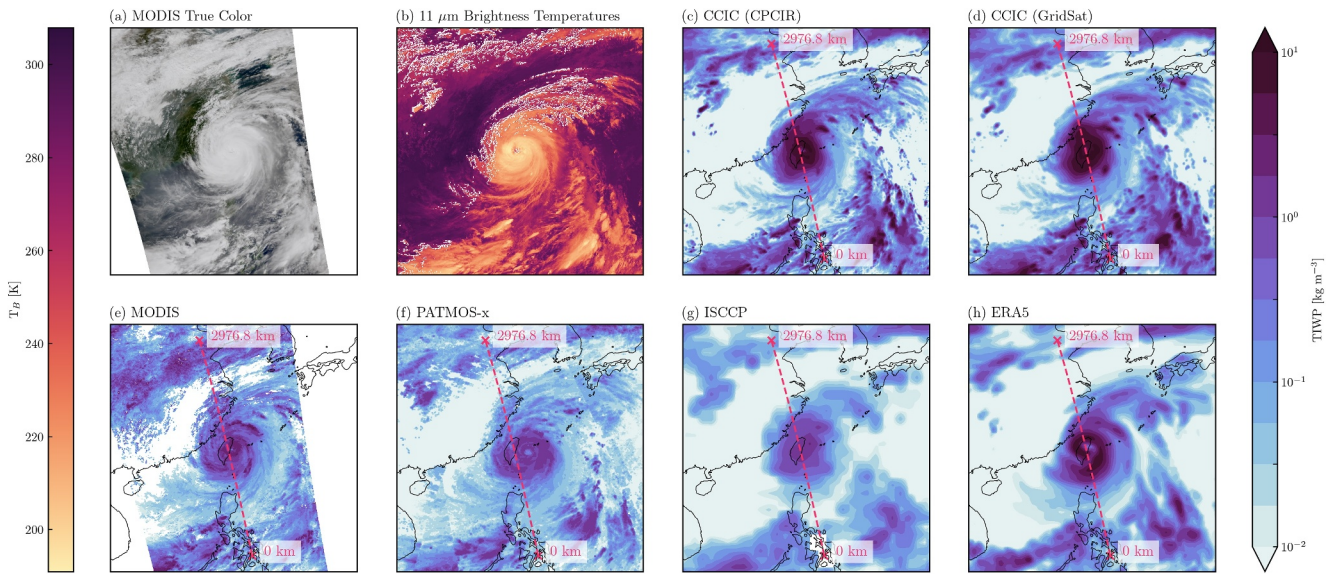 (a) MODIS True Color
(b) 11 μm Brightness Temperatures
(c) CCIC (CPCIR)
(d) CCIC (GridSat)
300
280
260
240
220
200
T_B [K]
2976.8 km
0 km
2976.8 km
0 km
10^1
10^0
10^−1
10^−2
TIWP [kg m^−3]
(e) MODIS
(f) PATMOS-x
(g) ISCCP
(h) ERA5
2976.8 km
0 km
2976.8 km
0 km
2976.8 km
0 km
2976.8 km
0 km